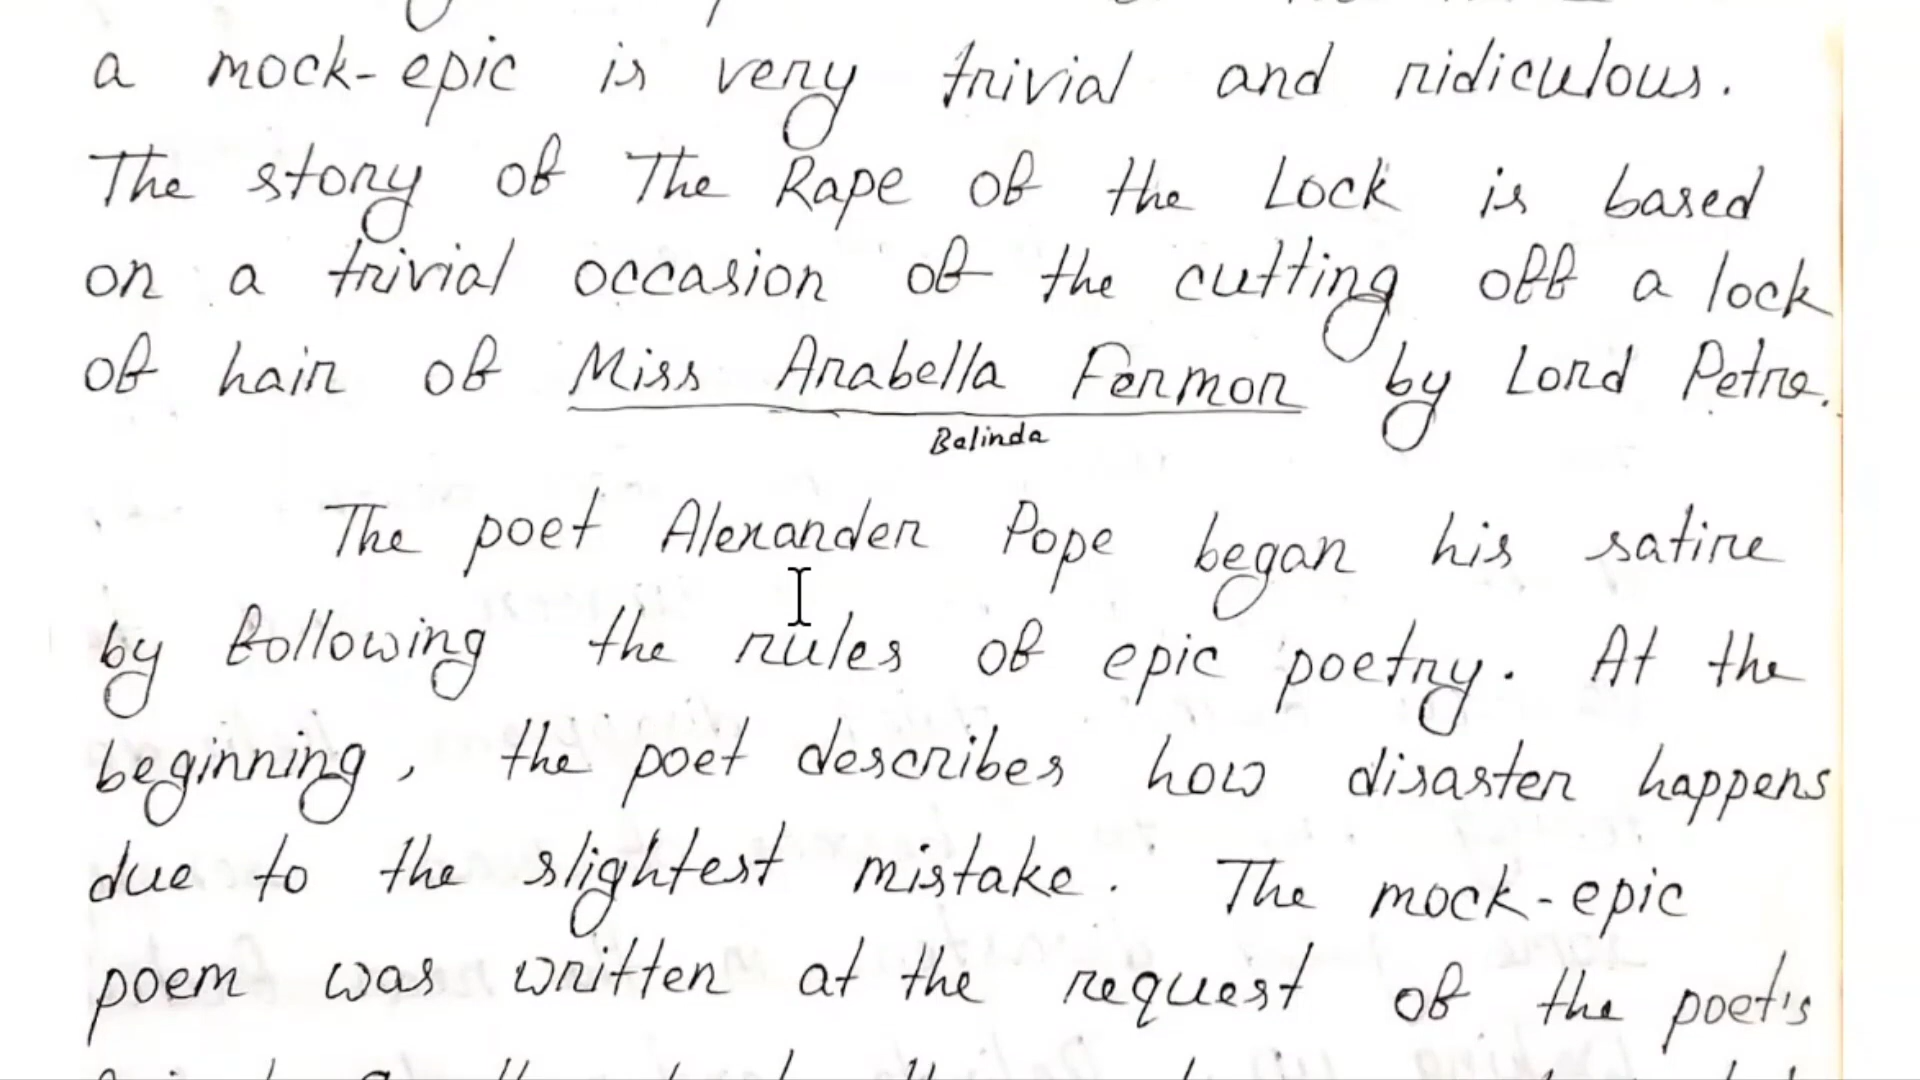 a mock-epic is very trivial and ridiculous.
The story of The Rape of the Lock is based
on a trivial occasion of the cutting off a lock
of hair of Miss Arabella Fermor by Lord Petre.
Belinda
The poet Alexander Pope began his satire
by following the rules of epic poetry. At the
beginning, the poet describes how disaster happens
due to the slightest mistake. The mock-epic
poem was written at the request of the poet's